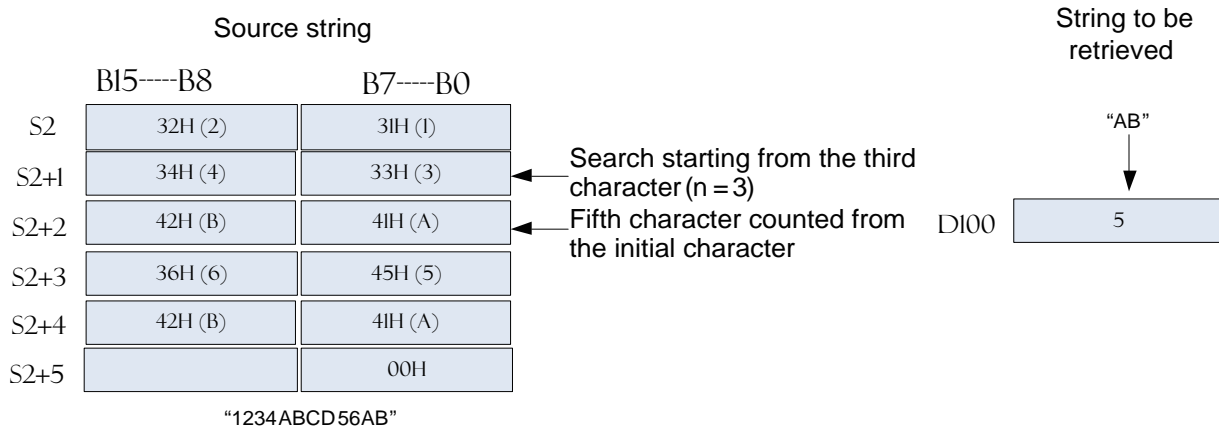 Source string
String to be
retrieved
B15-----B8 B7-----B0
S2 32H (2) 31H (1)
"AB"
S2+1 34H (4) 33H (3) Search starting from the third
character (n = 3)
S2+2 42H (B) 41H (A) Fifth character counted from
the initial character
D100 5
S2+3 36H (6) 45H (5)
S2+4 42H (B) 41H (A)
S2+5 00H
"1234ABCD56AB"